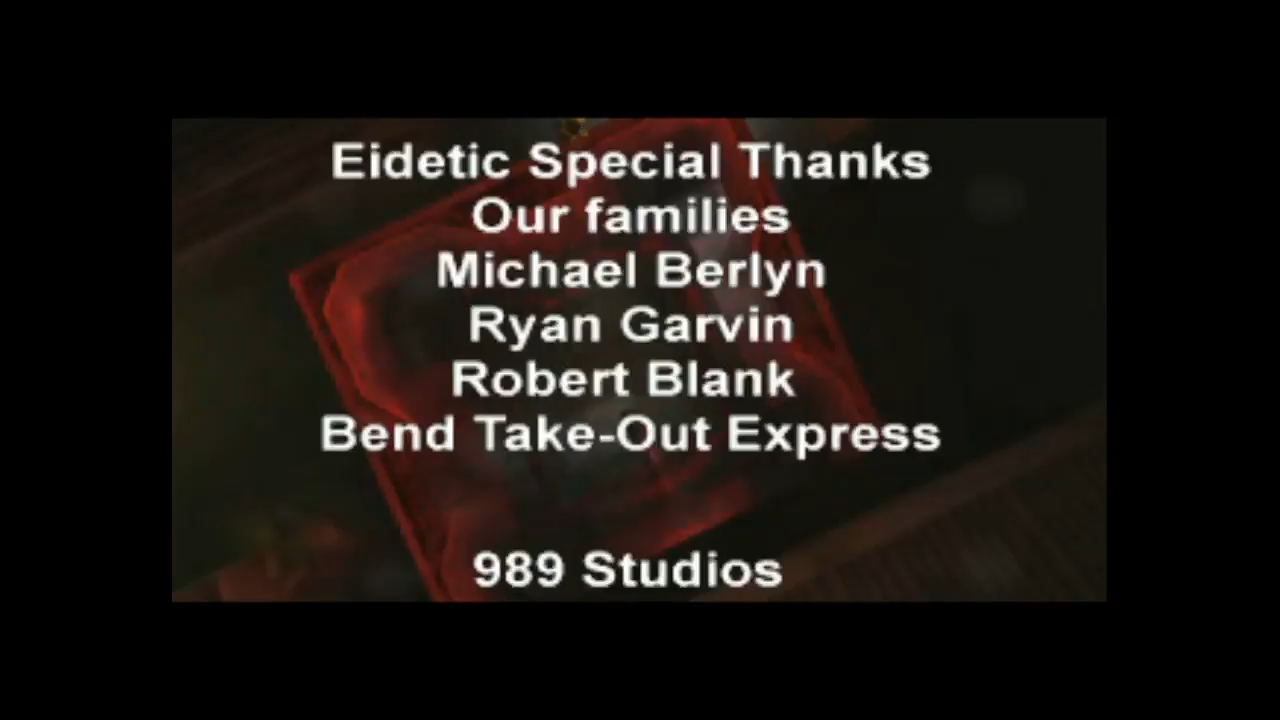 Eidetic Special Thanks
Our families
Michael Berlyn
Ryan Garvin
Robert Blank
Bend Take-Out Express
989 Studios